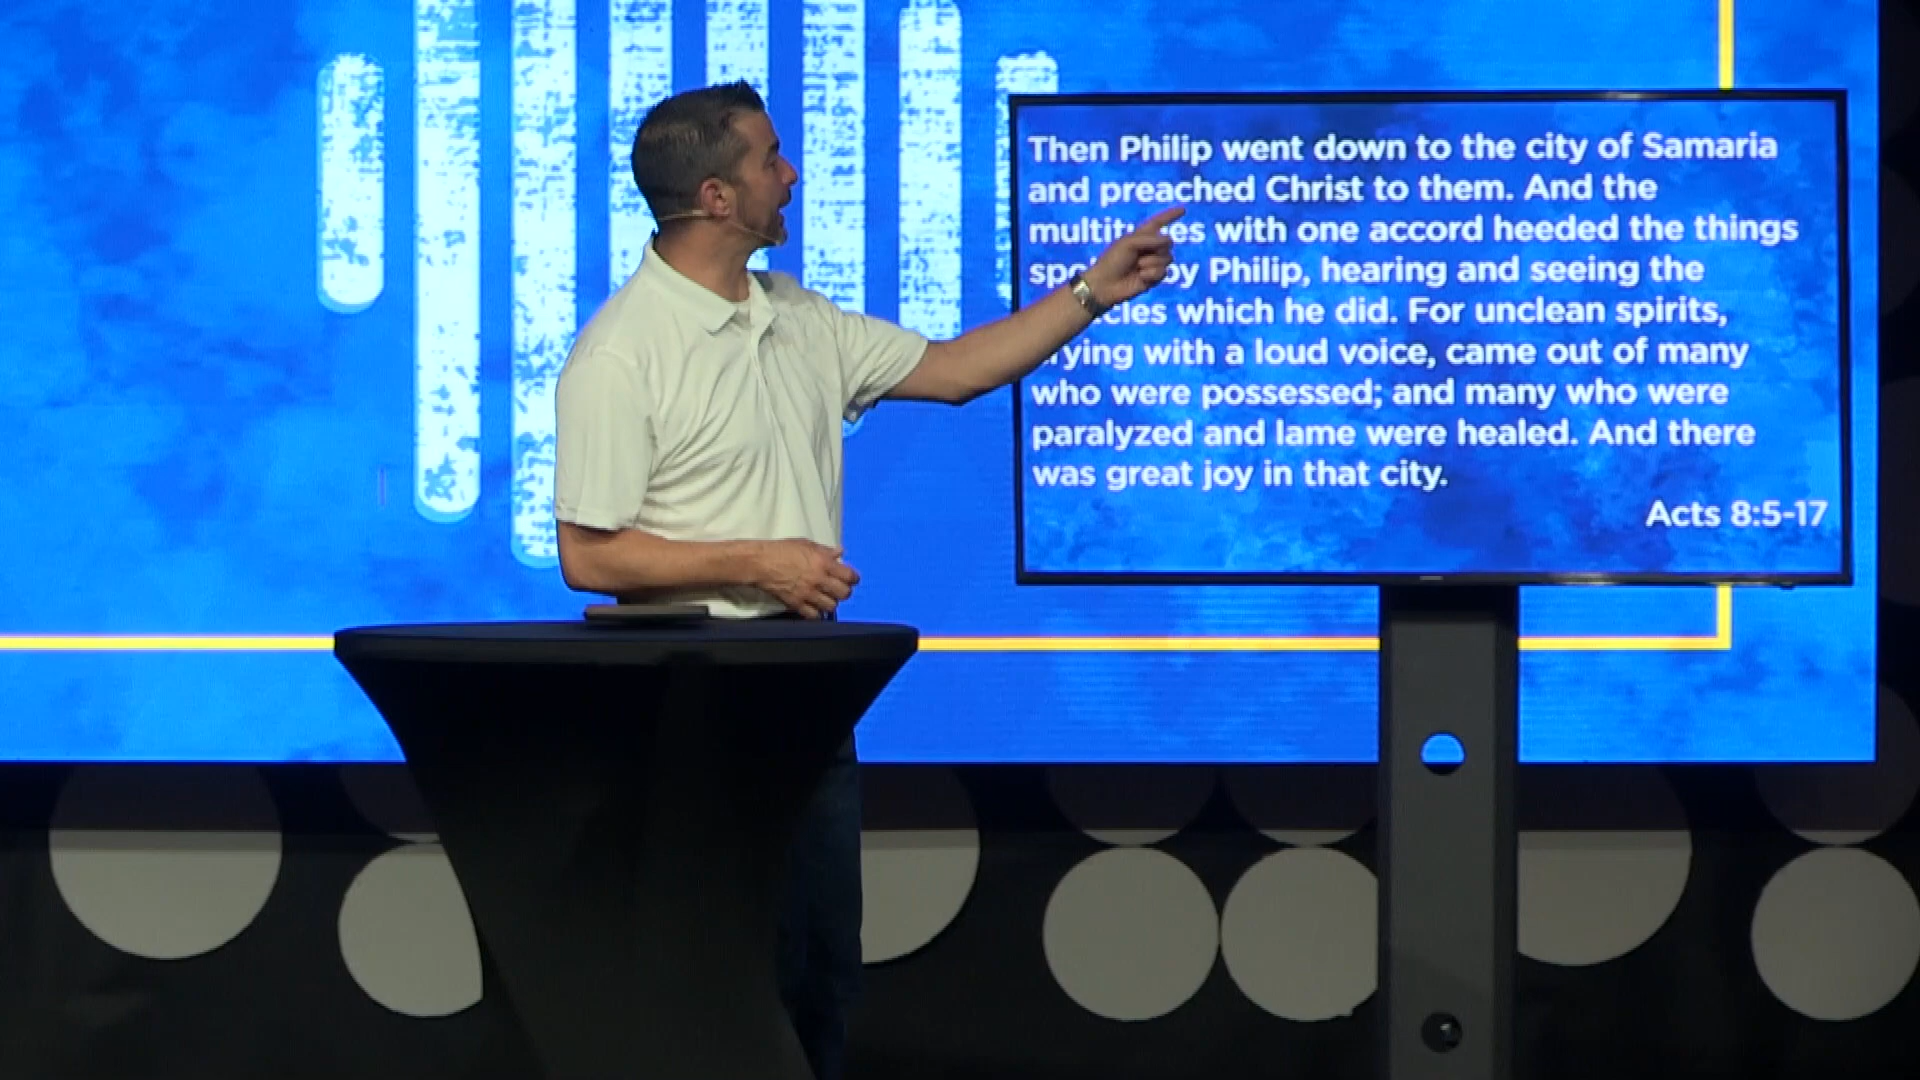 Then Philip went down to the city of Samaria
and preached Christ to them. And the
with one accord heeded the things
by Philip, hearing and seeing the
which he did. For unclean spirits,
with a loud voice, came out of many
who were possessed; and many who were
paralyzed and lame were healed. And there
was great joy in that city.
Acts 8:5-17